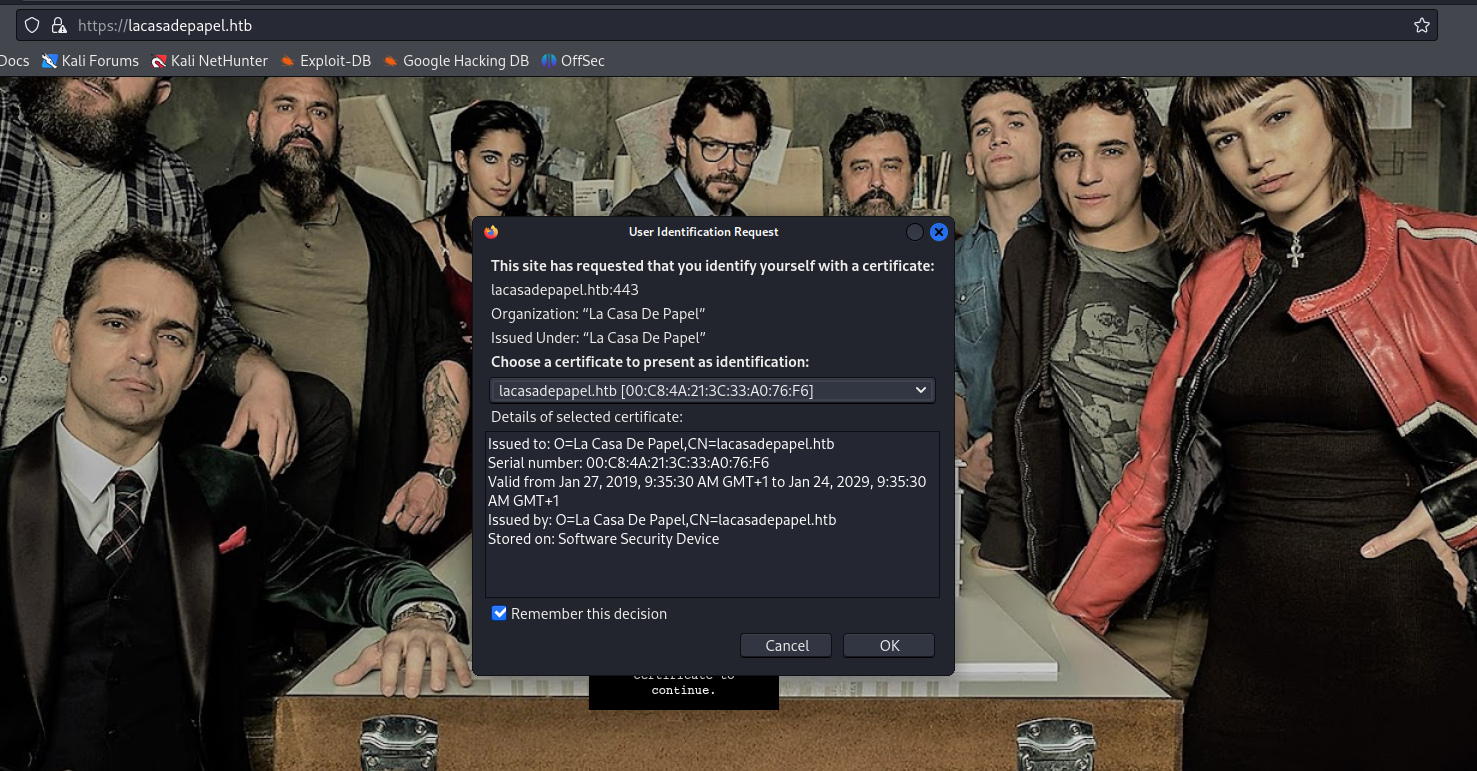 https://lacasadepapel.htb
Docs Kali Forums Kali NetHunter Exploit-DB Google Hacking DB OffSec
User Identification Request
This site has requested that you identify yourself with a certificate:
lacasadepapel.htb:443
Organization: “La Casa De Papel”
Issued Under: “La Casa De Papel”
Choose a certificate to present as identification:
lacasadepapel.htb [00:C8:4A:21:3C:33:A0:76:F6]
Details of selected certificate:
Issued to: O=La Casa De Papel,CN=lacasadepapel.htb
Serial number: 00:C8:4A:21:3C:33:A0:76:F6
Valid from Jan 27, 2019, 9:35:30 AM GMT+1 to Jan 24, 2029, 9:35:30
AM GMT+1
Issued by: O=La Casa De Papel,CN=lacasadepapel.htb
Stored on: Software Security Device
Remember this decision
Cancel OK
certificate to
continue.